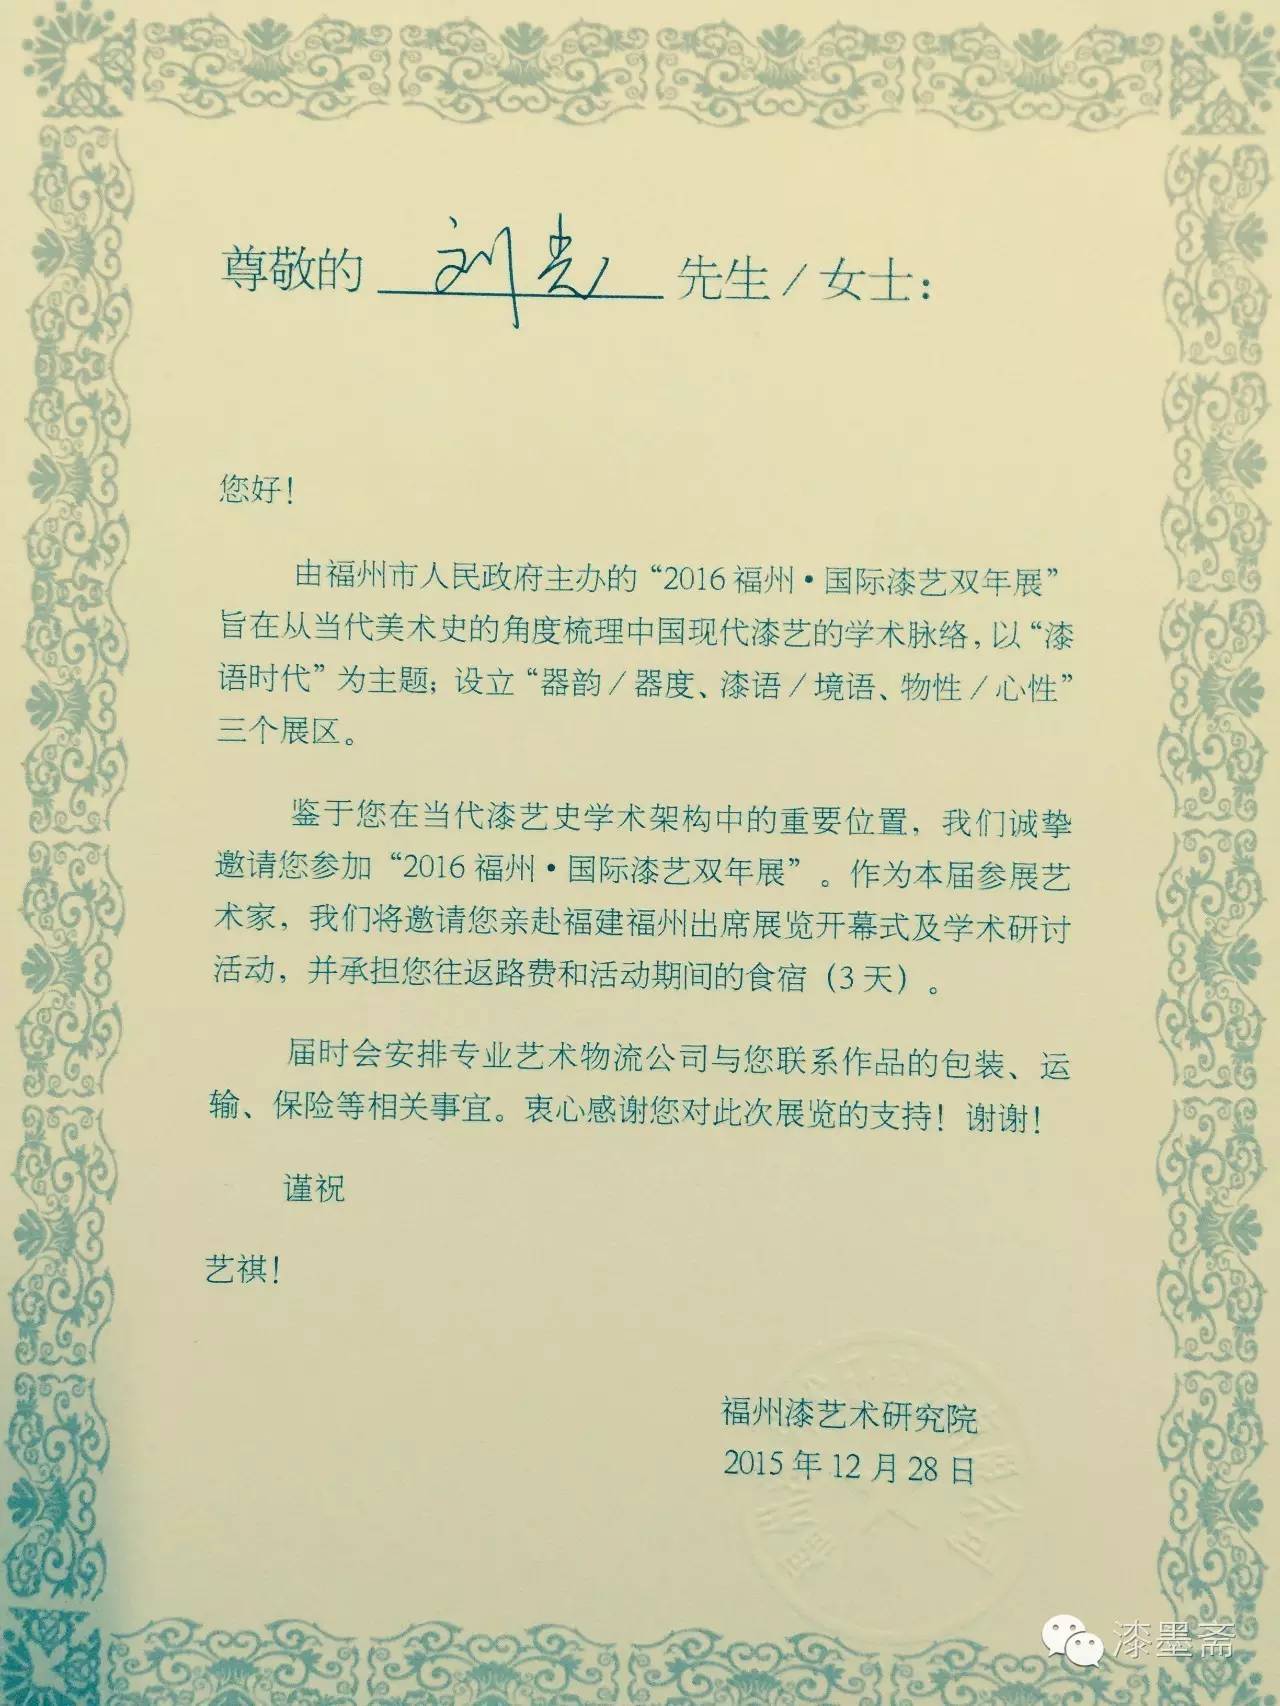 尊敬的 刘光 先生/女士：
您好！
由福州市人民政府主办的“2016福州·国际漆艺双年展”
旨在从当代美术史的角度梳理中国现代漆艺的学术脉络，以“漆
语时代”为主题；设立“器韵/器度、漆语/境语、物性/心性”
三个展区。
鉴于您在当代漆艺史学术架构中的重要位置，我们诚挚
邀请您参加“2016福州·国际漆艺双年展”。作为本届参展艺
术家，我们将邀请您亲赴福建福州出席展览开幕式及学术研讨
活动，并承担您往返路费和活动期间的食宿（3天）。
届时会安排专业艺术物流公司与您联系作品的包装、运
输、保险等相关事宜。衷心感谢您对此次展览的支持！谢谢！
谨祝
艺祺！
福州漆艺术研究院
2015年12月28日
漆墨斋